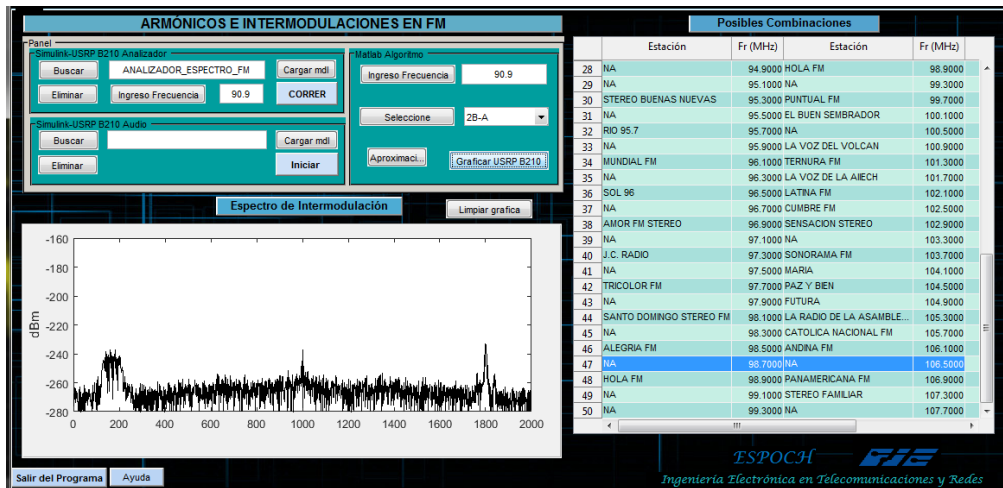 ARMÓNICOS E INTERMODULACIONES EN FM
Panel
Simulink-USRP B210 Analizador
Buscar
ANALIZADOR_ESPECTRO_FM
Cargar mdl
Eliminar
Ingreso Frecuencia
90.9
CORRER
Simulink-USRP B210 Audio
Buscar
Cargar mdl
Eliminar
Iniciar
Matlab Algoritmo
Ingreso Frecuencia
90.9
Seleccione
2B-A
Aproximaci...
Graficar USRP B210
Espectro de Intermodulación
Limpiar grafica
-160
-180
-200
-220
-240
-260
-280
dBm
0 200 400 600 800 1000 1200 1400 1600 1800 2000
Salir del Programa
Ayuda
Posibles Combinaciones
Estación Fr (MHz) Estación Fr (MHz)
28 NA 94.9000 HOLA FM 98.9000
29 NA 95.1000 NA 99.3000
30 STEREO BUENAS NUEVAS 95.3000 PUNTUAL FM 99.7000
31 NA 95.5000 EL BUEN SEMBRADOR 100.1000
32 RIO 95.7 95.7000 NA 100.5000
33 NA 95.9000 LA VOZ DEL VOLCAN 100.9000
34 MUNDIAL FM 96.1000 TERNURA FM 101.3000
35 NA 96.3000 LA VOZ DE LA AIIECH 101.7000
36 SOL 96 96.5000 LATINA FM 102.1000
37 NA 96.7000 CUMBRE FM 102.5000
38 AMOR FM STEREO 96.9000 SENSACION STEREO 102.9000
39 NA 97.1000 NA 103.3000
40 J.C. RADIO 97.3000 SONORAMA FM 103.7000
41 NA 97.5000 MARIA 104.1000
42 TRICOLOR FM 97.7000 PAZ Y BIEN 104.5000
43 NA 97.9000 FUTURA 104.9000
44 SANTO DOMINGO STEREO FM 98.1000 LA RADIO DE LA ASAMBLE... 105.3000
45 NA 98.3000 CATOLICA NACIONAL FM 105.7000
46 ALEGRIA FM 98.5000 ANDINA FM 106.1000
47 NA 98.7000 NA 106.5000
48 HOLA FM 98.9000 PANAMERICANA FM 106.9000
49 NA 99.1000 STEREO FAMILIAR 107.3000
50 NA 99.3000 NA 107.7000
ESPOCH FIE
Ingeniería Electrónica en Telecomunicaciones y Redes